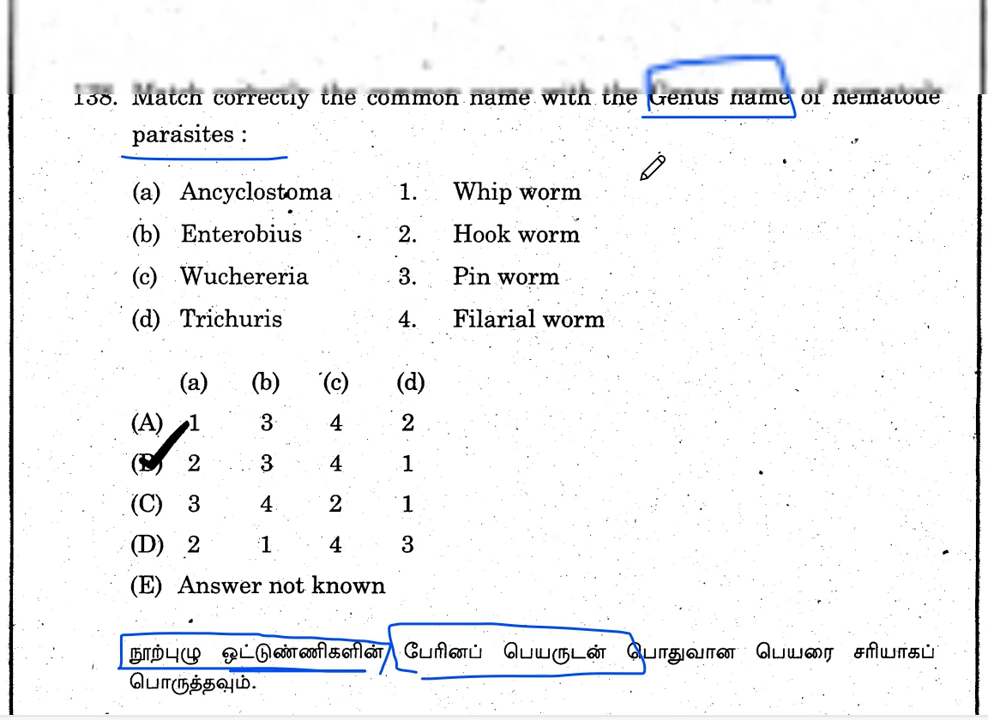 138. Match correctly the common name with the Genus name of nematode
parasites :
(a) Ancyclostoma 1. Whip worm
(b) Enterobius 2. Hook worm
(c) Wuchereria 3. Pin worm
(d) Trichuris 4. Filarial worm
(a) (b) (c) (d)
(A) 1 3 4 2
(B) 2 3 4 1
(C) 3 4 2 1
(D) 2 1 4 3
(E) Answer not known
நூற்புழு ஒட்டுண்ணிகளின் பேரினப் பெயருடன் பொதுவான பெயரை சரியாகப்
பொருத்தவும்.